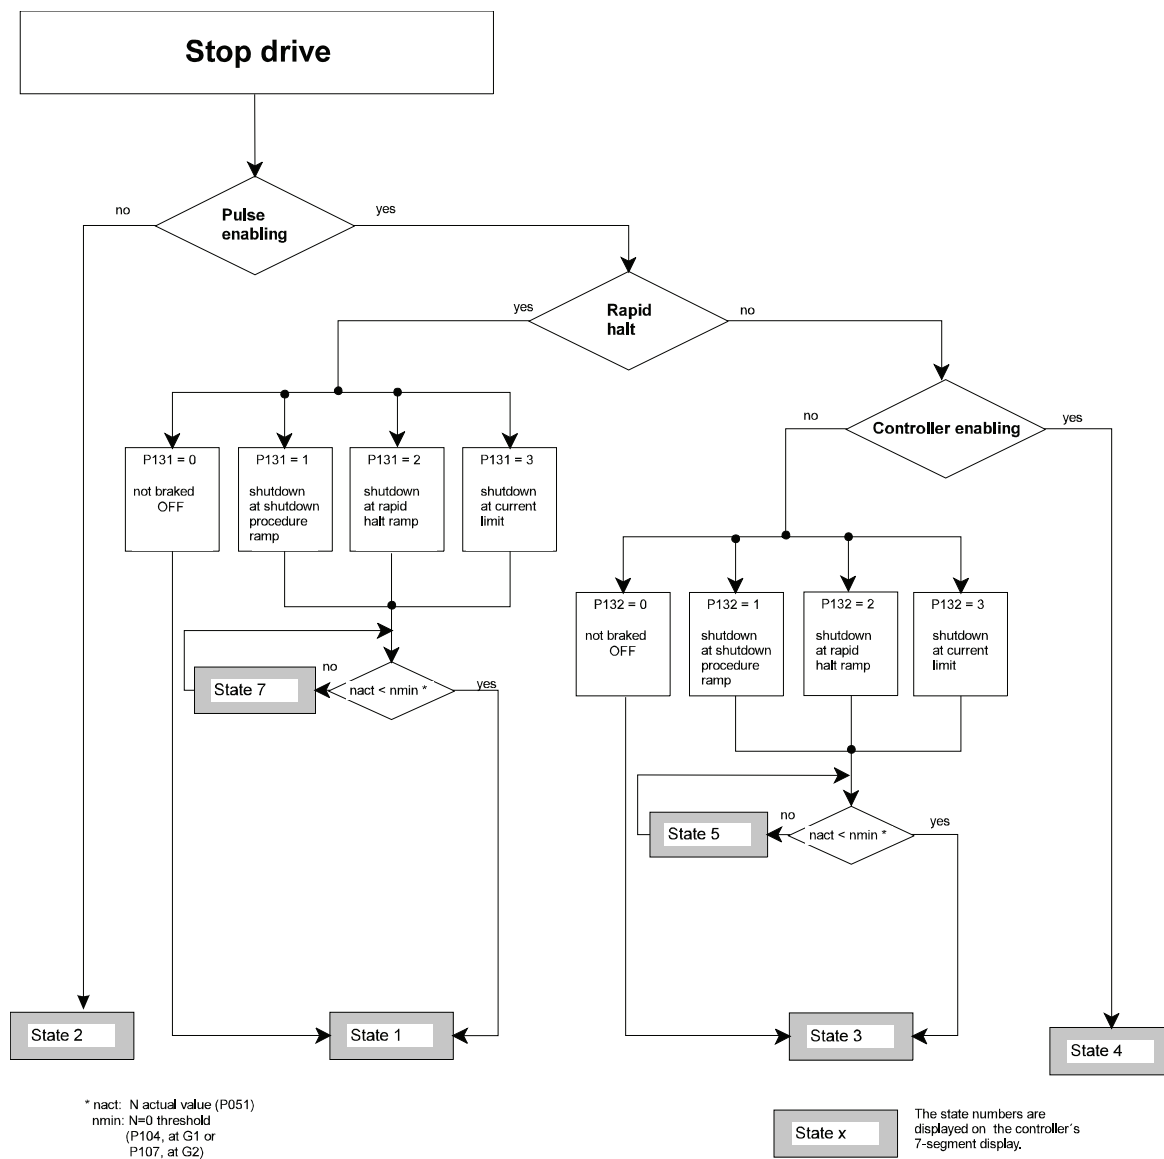 Stop drive
no
Pulse
enabling
yes
yes
Rapid
halt
no
no
Controller enabling
yes
P131 = 0
not braked
OFF
P131 = 1
shutdown
at shutdown
procedure
ramp
P131 = 2
shutdown
at rapid
halt ramp
P131 = 3
shutdown
at current
limit
P132 = 0
not braked
OFF
P132 = 1
shutdown
at shutdown
procedure
ramp
P132 = 2
shutdown
at rapid
halt ramp
P132 = 3
shutdown
at current
limit
State 7
no
nact < nmin *
yes
State 5
no
nact < nmin *
yes
State 2
State 1
State 3
State 4
* nact: N actual value (P051)
nmin: N=0 threshold
(P104, at G1 or
P107, at G2)
State x
The state numbers are
displayed on the controller´s
7-segment display.